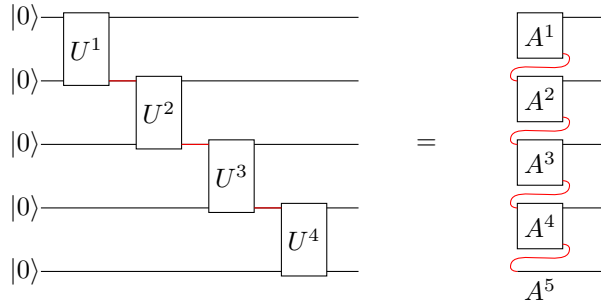 |0⟩ U¹ A¹
|0⟩ U² A²
|0⟩ U³ = A³
|0⟩ U⁴ A⁴
|0⟩ A⁵